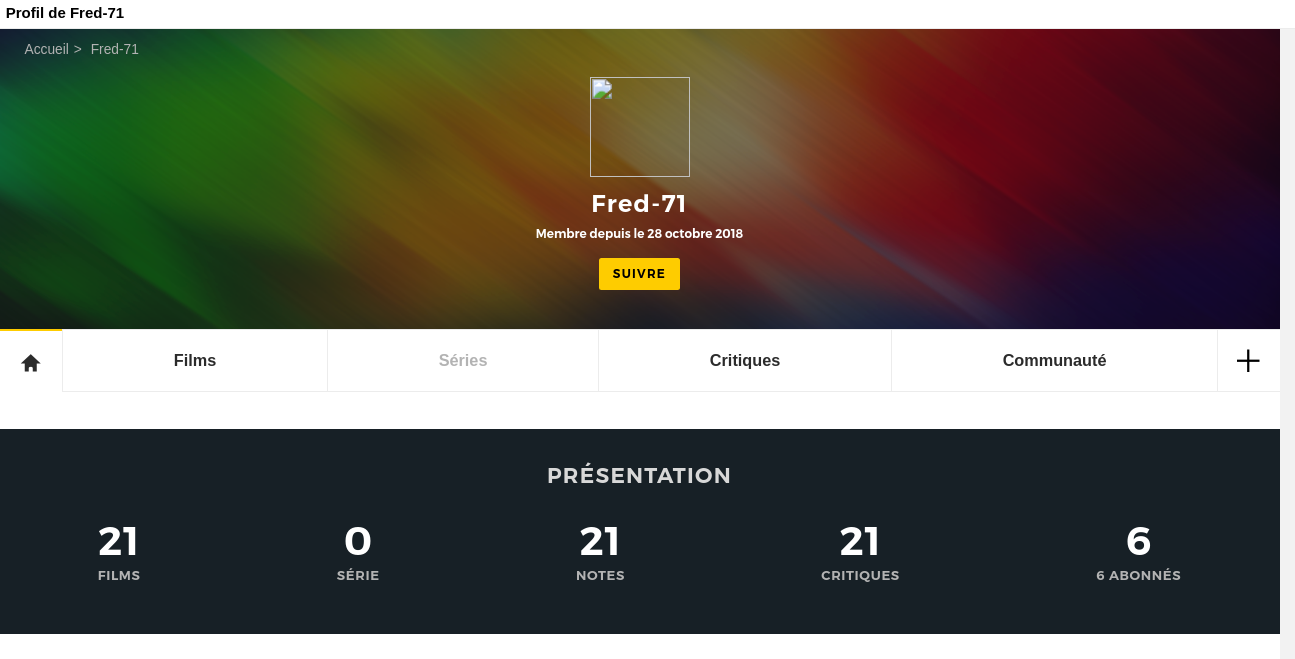 Profil de Fred-71
Accueil > Fred-71
Fred-71
Membre depuis le 28 octobre 2018
SUIVRE
Films Séries Critiques Communauté
PRÉSENTATION
21 0 21 21 6
FILMS SÉRIE NOTES CRITIQUES 6 ABONNÉS